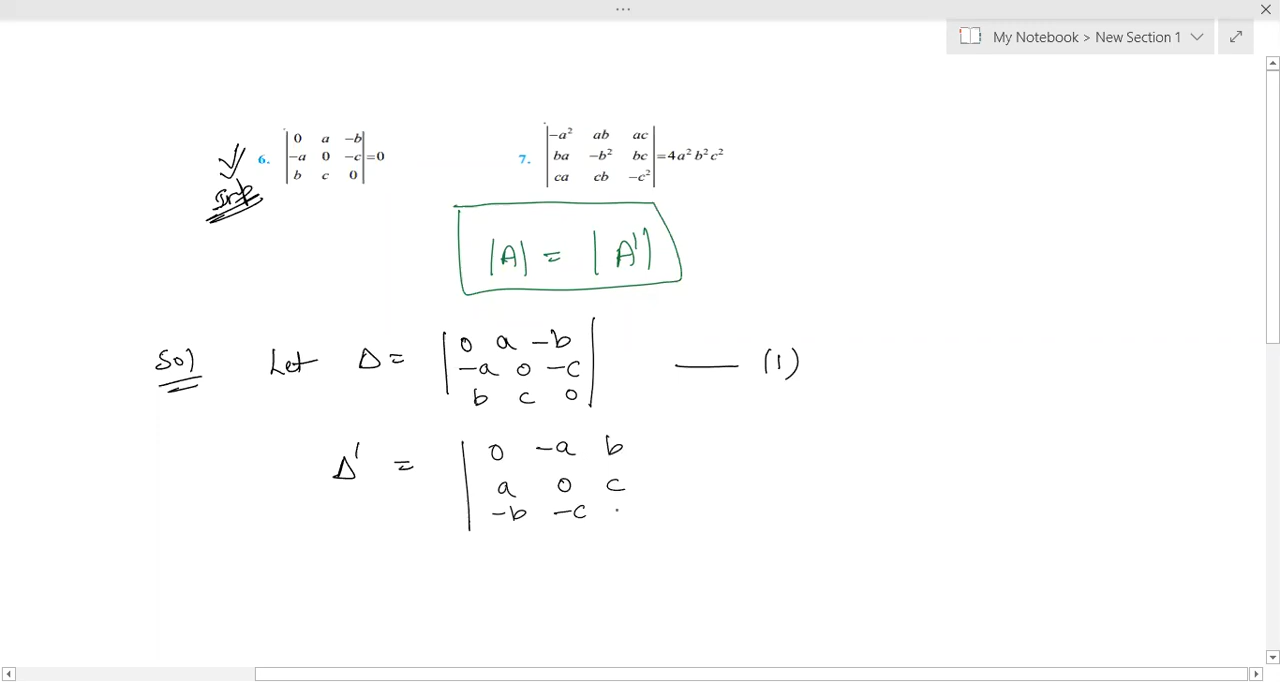 ...
My Notebook > New Section 1
6. |0 a −b| 7. |−a² ab ac|
|−a 0 −c| =0 |ba −b² bc| =4a²b²c²
|b c 0| |ca cb −c²|
Imp
|A| = |A'|
Sol Let Δ = |0 a −b| —— (1)
|−a 0 −c|
|b c 0|
Δ' = |0 −a b
|a 0 c
|−b −c